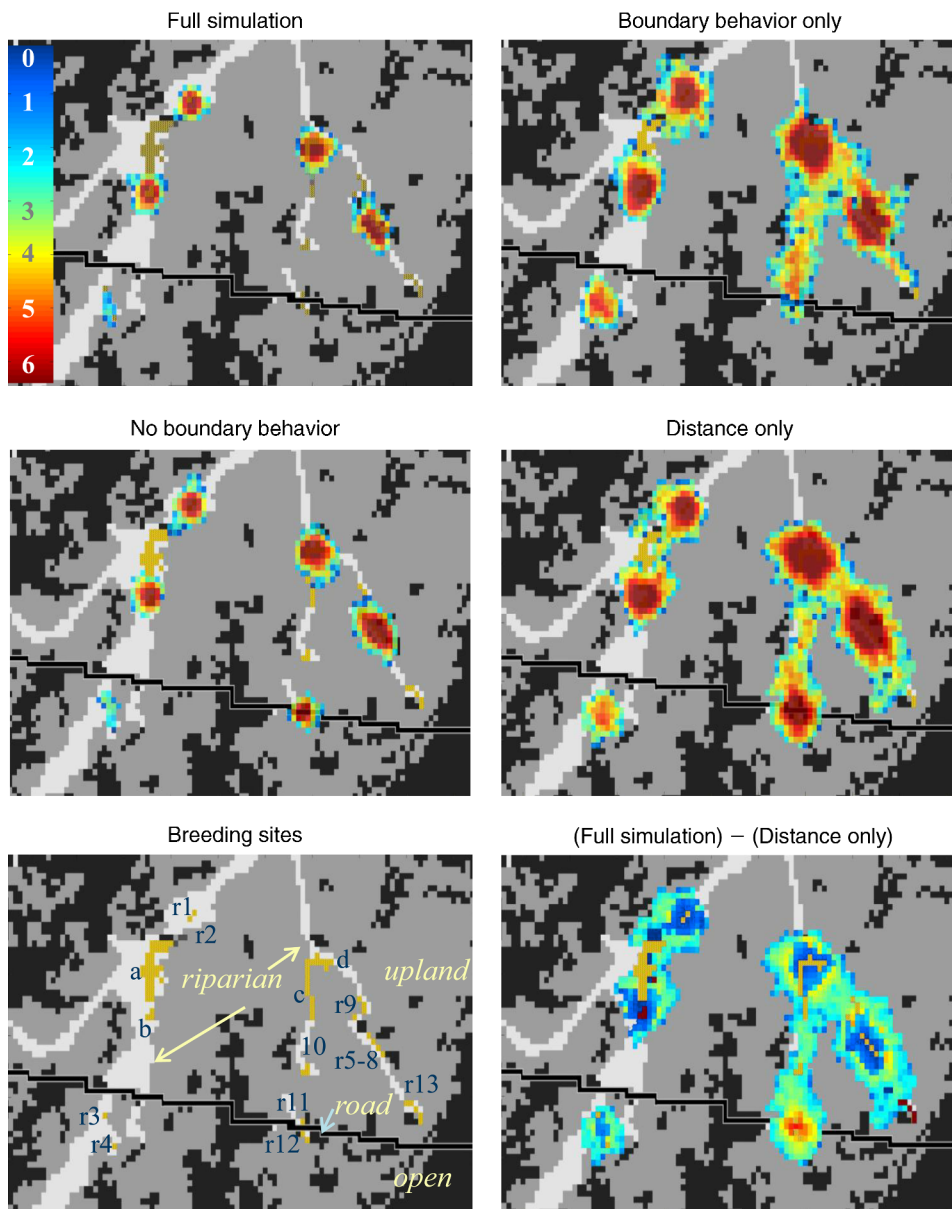 Full simulation
Boundary behavior only
0
1
2
3
4
5
6
No boundary behavior
Distance only
Breeding sites
(Full simulation) − (Distance only)
r1
r2
a
riparian
d
upland
c
r9
b
10
r5-8
r13
r11
road
r3
r4
r12
open